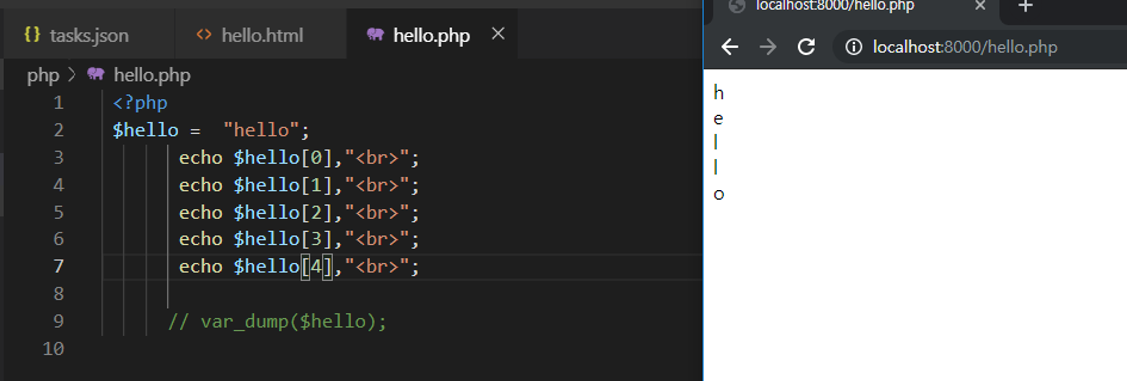 tasks.json hello.html hello.php
php > hello.php
1 <?php
2 $hello =  "hello";
3 echo $hello[0],"<br>";
4 echo $hello[1],"<br>";
5 echo $hello[2],"<br>";
6 echo $hello[3],"<br>";
7 echo $hello[4],"<br>";
8
9 // var_dump($hello);
10
localhost:8000/hello.php
localhost:8000/hello.php
h
e
l
l
o